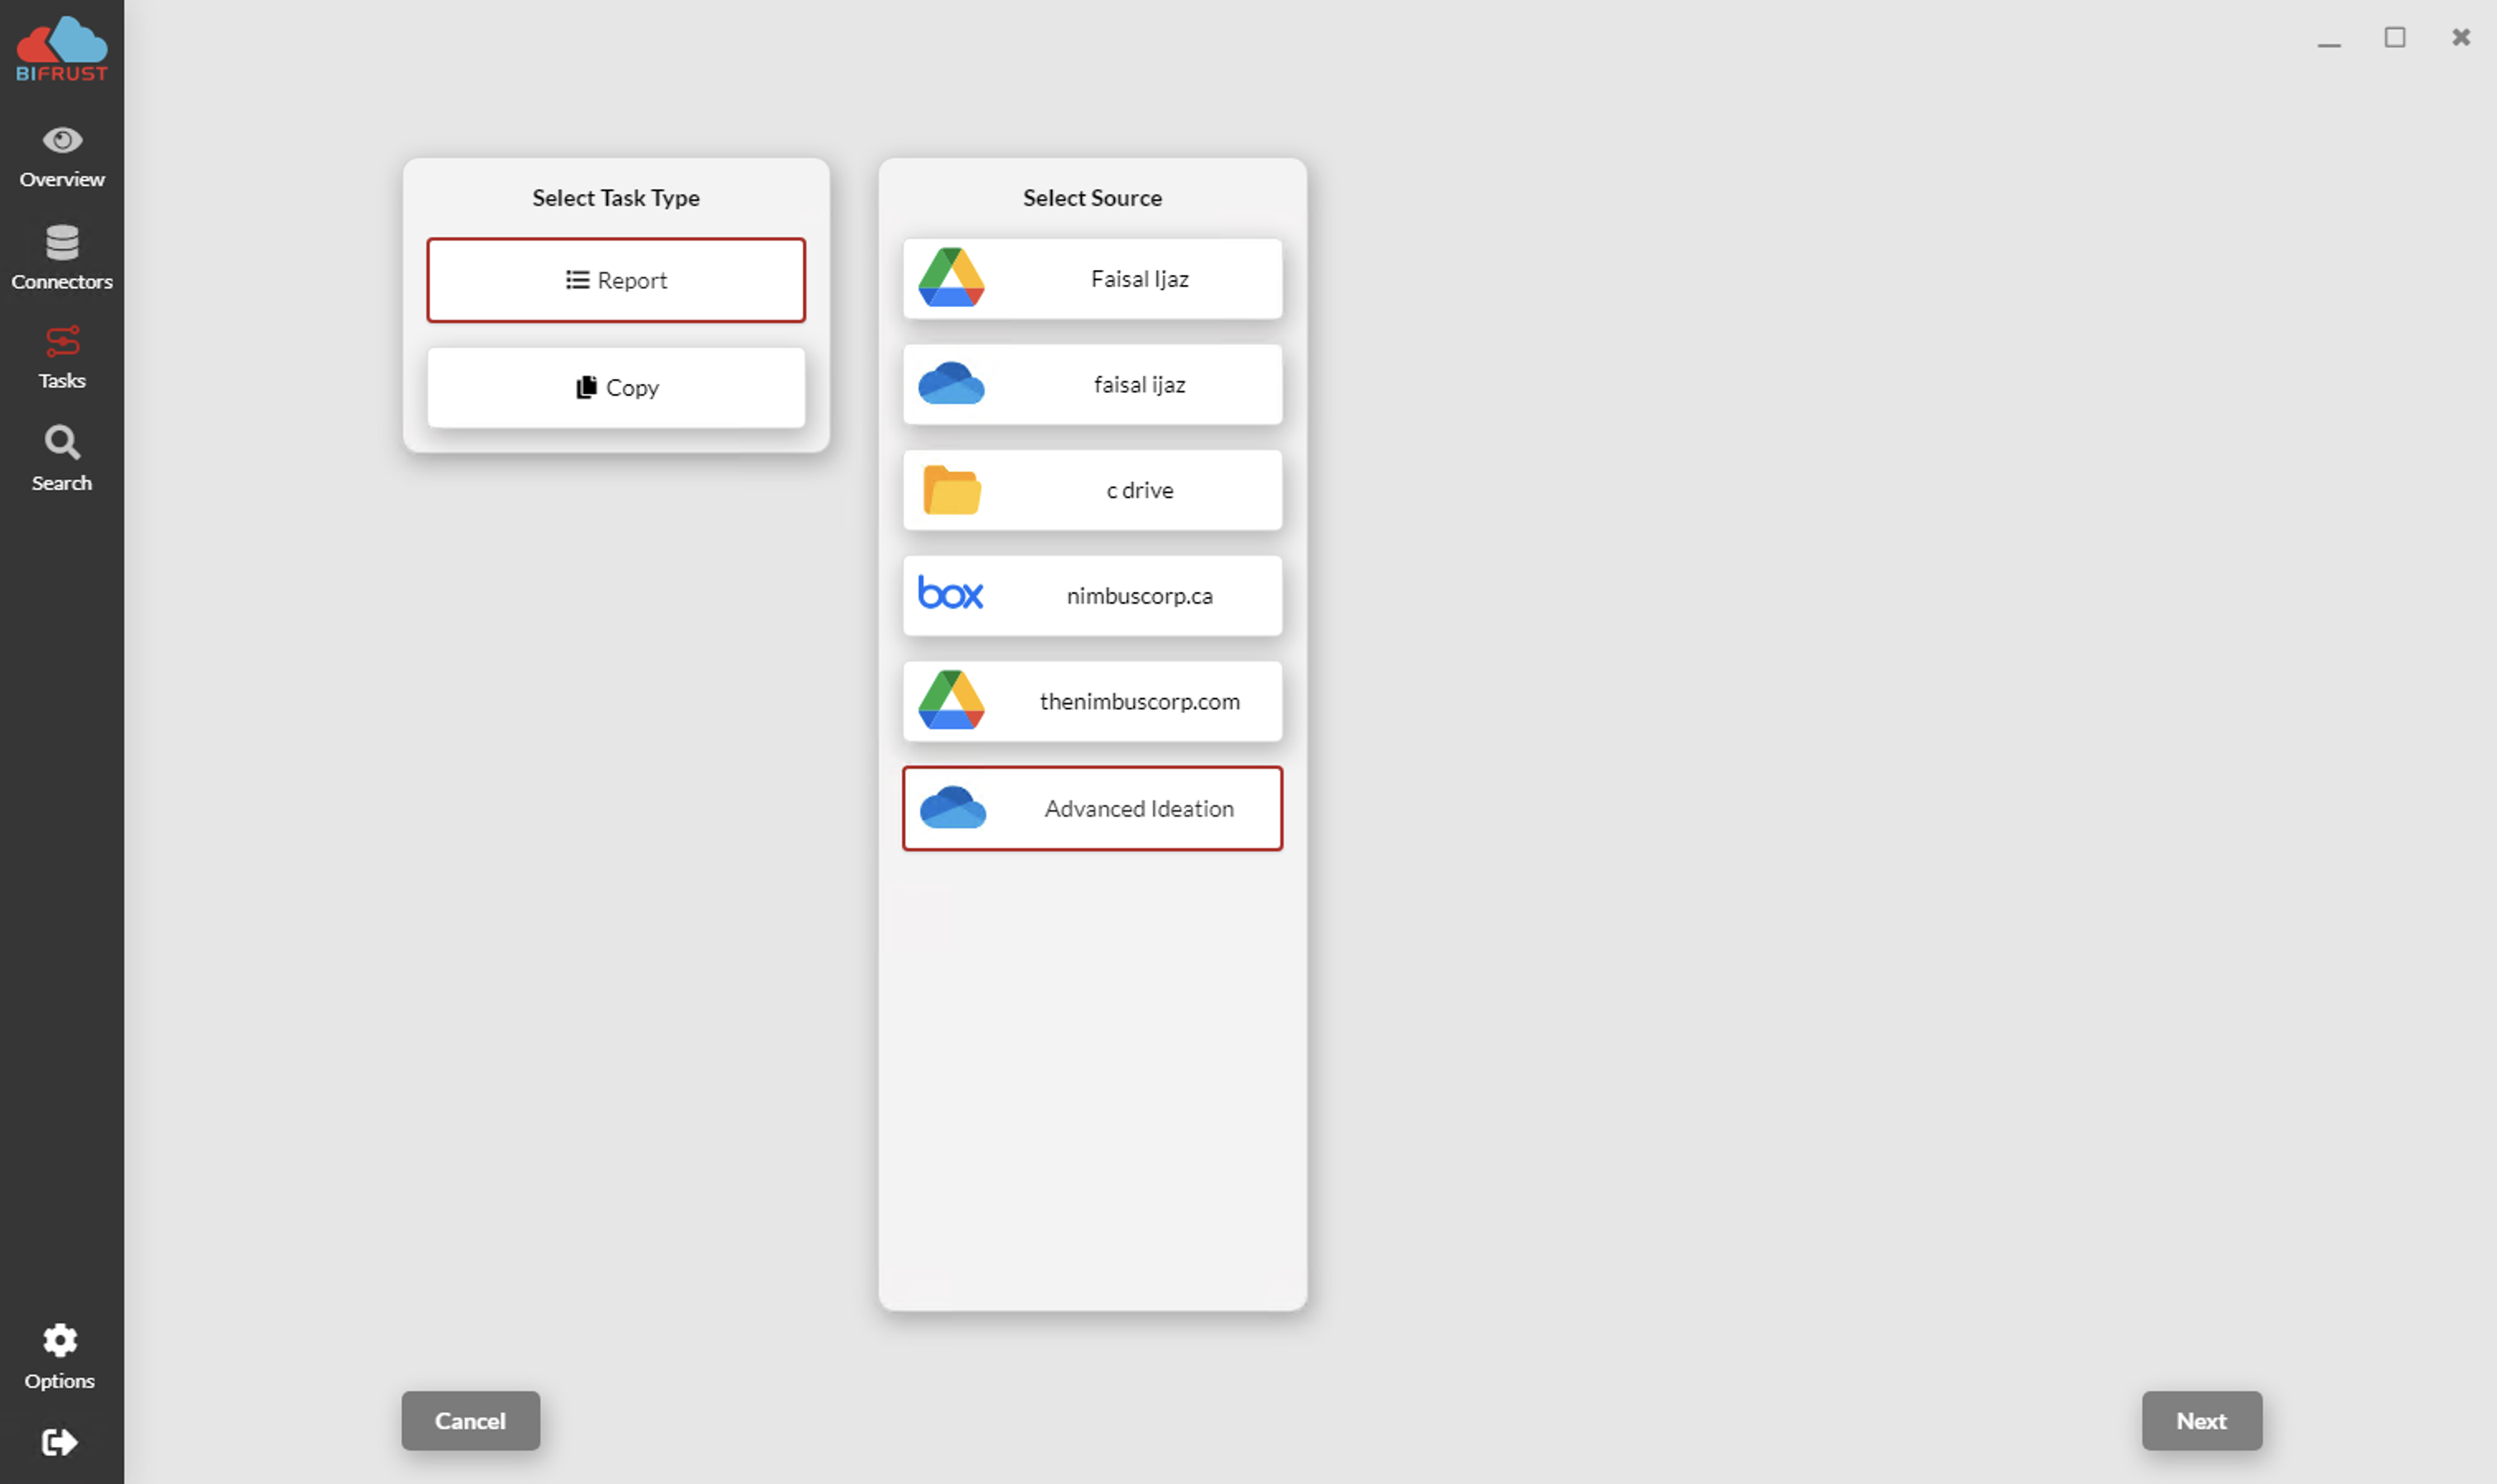 BIFRUST
Overview
Connectors
Tasks
Search
Options
Select Task Type
Report
Copy
Select Source
Faisal Ijaz
faisal ijaz
c drive
box nimbuscorp.ca
thenimbuscorp.com
Advanced Ideation
Cancel
Next